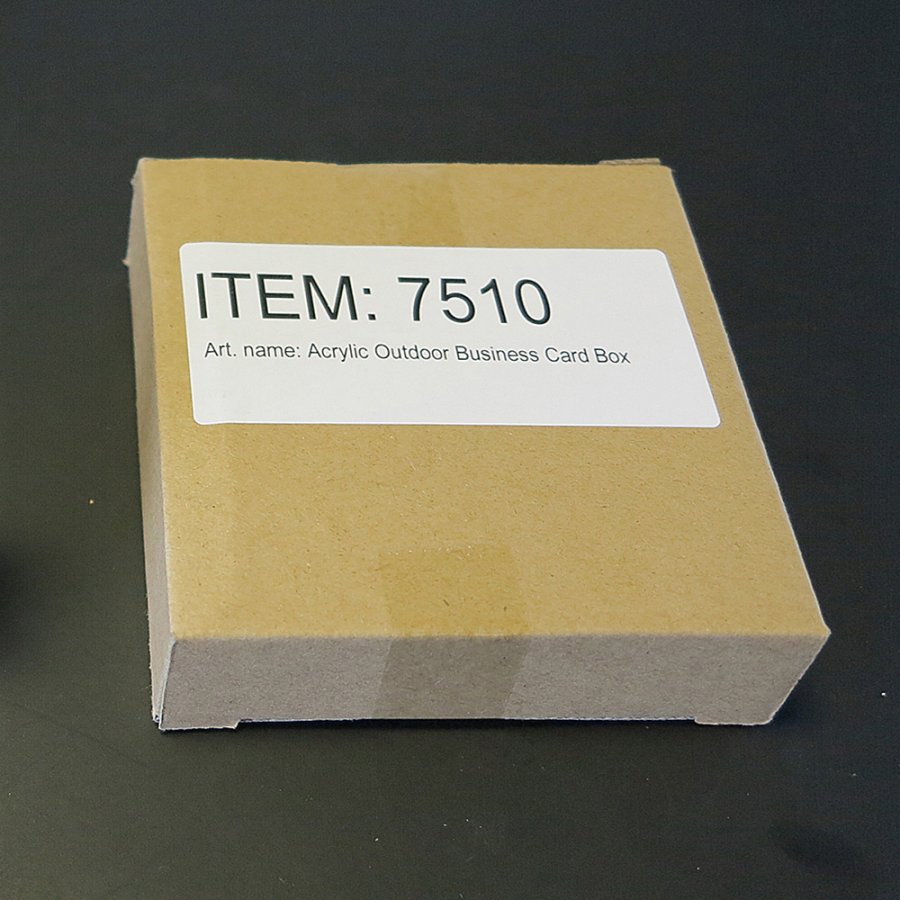 ITEM: 7510
Art. name: Acrylic Outdoor Business Card Box